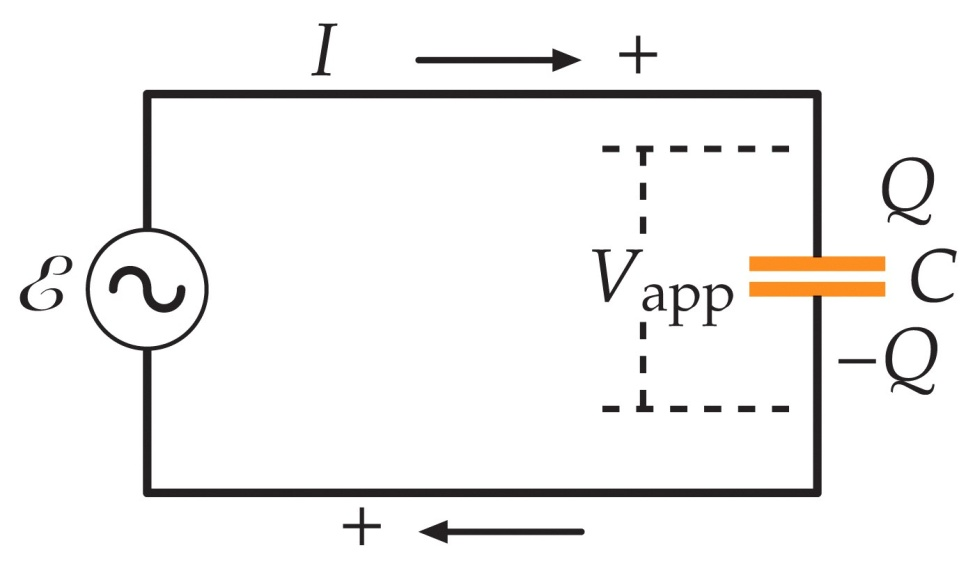 I +
Q
ℰ V_app C
−Q
+